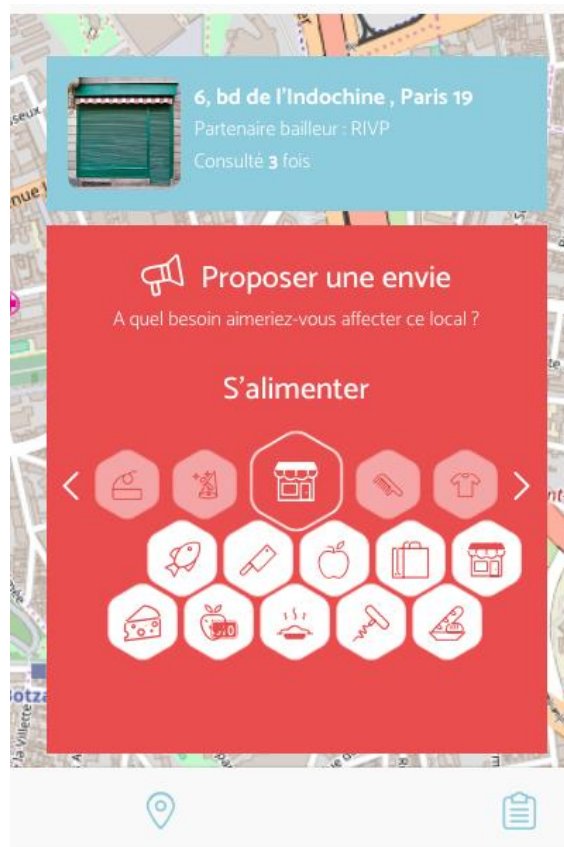 6, bd de l'Indochine , Paris 19
Partenaire bailleur : RIVP
Consulté 3 fois
Proposer une envie
A quel besoin aimeriez-vous affecter ce local ?
S'alimenter